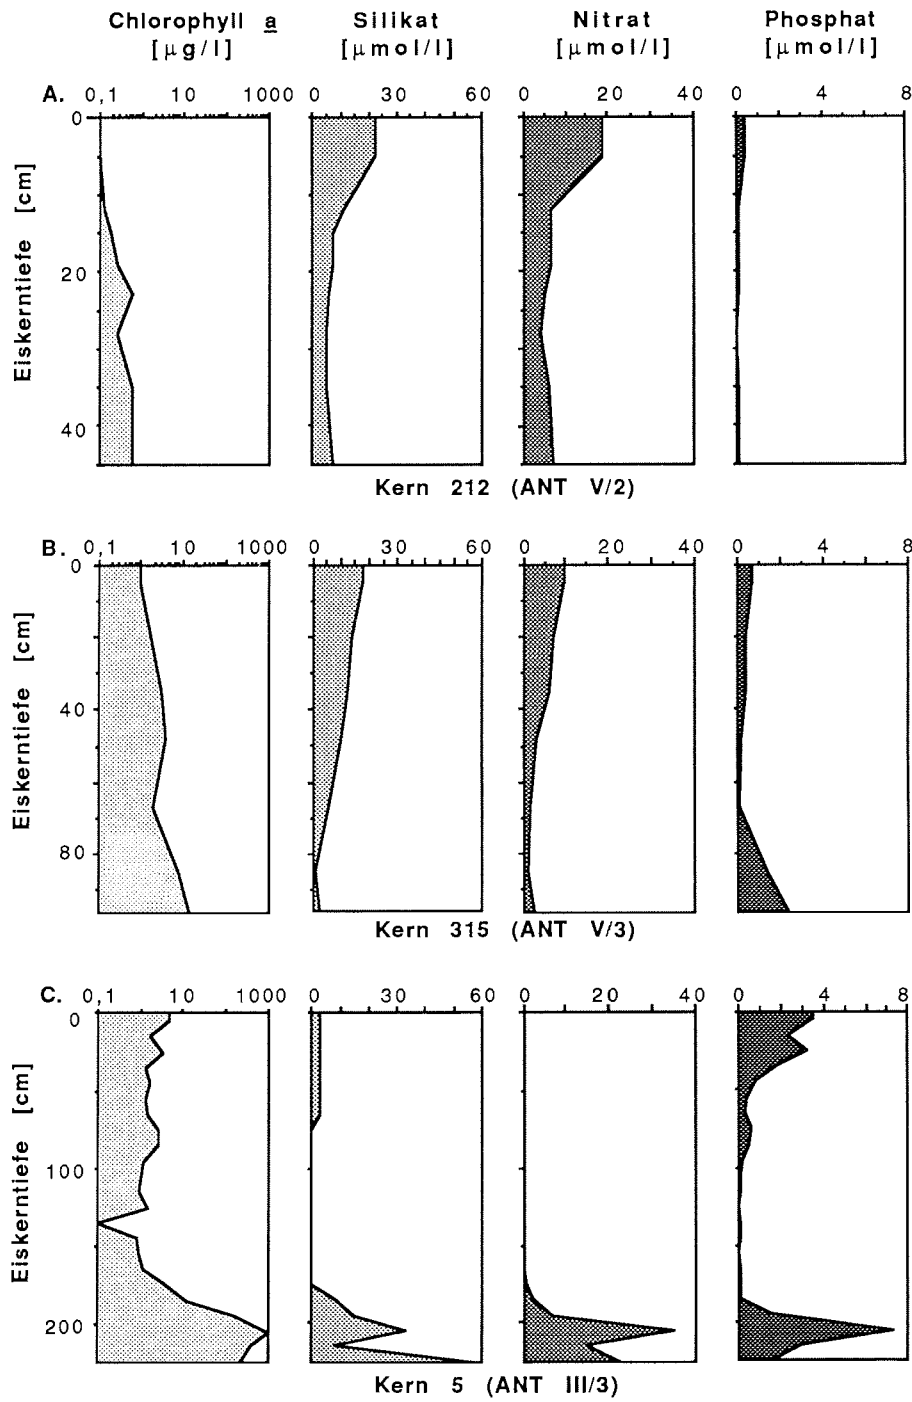 Chlorophyll a Silikat Nitrat Phosphat
[µg/l] [µmol/l] [µmol/l] [µmol/l]
A. 0,1 10 1000 0 30 60 0 20 40 0 4 8
0
20
40
Eiskerntiefe [cm]
Kern 212 (ANT V/2)
B. 0,1 10 1000 0 30 60 0 20 40 0 4 8
0
40
80
Eiskerntiefe [cm]
Kern 315 (ANT V/3)
C. 0,1 10 1000 0 30 60 0 20 40 0 4 8
0
100
200
Eiskerntiefe [cm]
Kern 5 (ANT III/3)